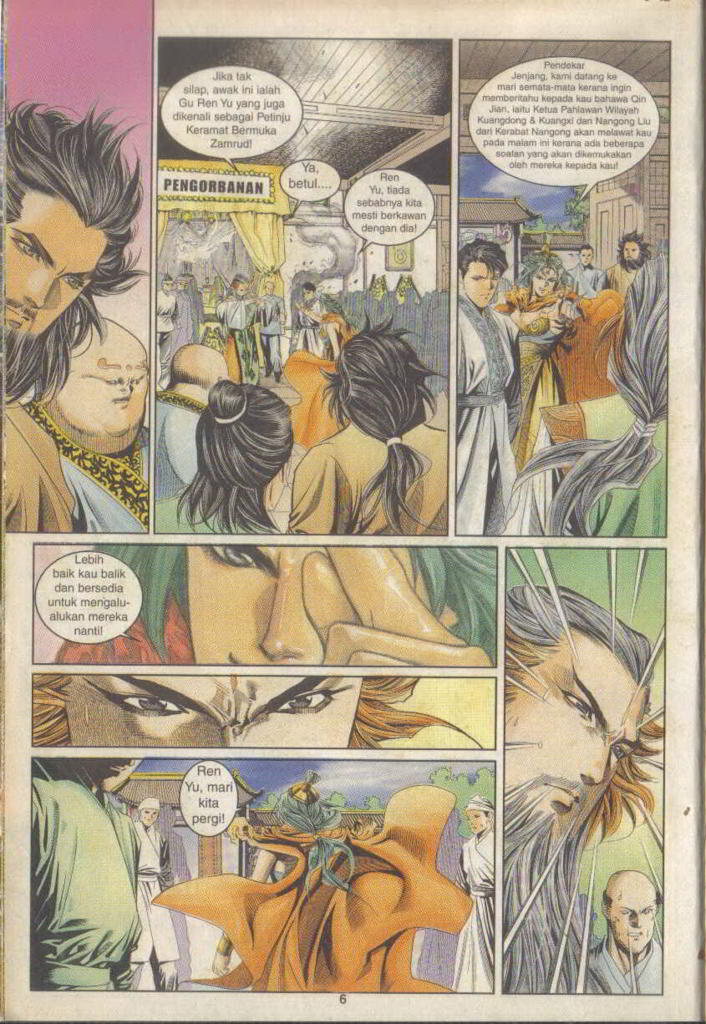 Jika tak
silap, awak ini ialah
Gu Ren Yu yang juga
dikenali sebagai Petinju
Keramat Bermuka
Zamrud!
PENGORBANAN
Ya,
betul....
Ren
Yu, tiada
sebabnya kita
mesti berkawan
dengan dia!
Pendekar
Jenjang, kami datang ke
mari semata-mata kerana ingin
memberitahu kepada kau bahawa Qin
Jian, iaitu Ketua Pahlawan Wilayah
Kuangdong & Kuangxi dan Nangong Liu
dari Kerabat Nangong akan melawat kau
pada malam ini kerana ada beberapa
soalan yang akan dikemukakan
oleh mereka kepada kau!
Lebih
baik kau balik
dan bersedia
untuk mengalu-
alukan mereka
nanti!
Ren
Yu, mari
kita
pergi!
6